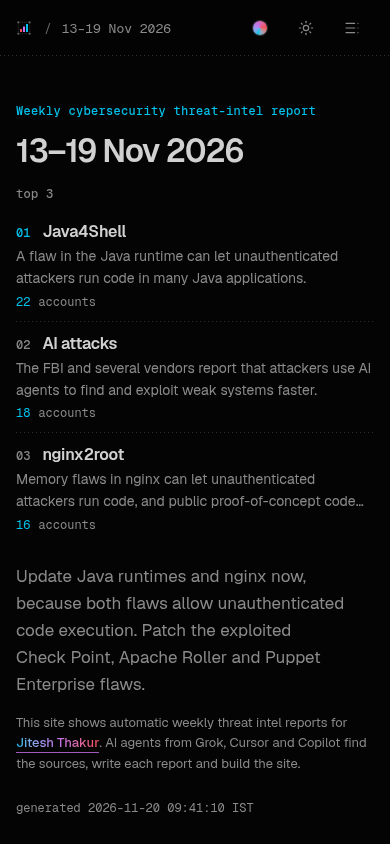 / 13–19 Nov 2026
Weekly cybersecurity threat-intel report
13–19 Nov 2026
top 3
01 Java4Shell
A flaw in the Java runtime can let unauthenticated
attackers run code in many Java applications.
22 accounts
02 AI attacks
The FBI and several vendors report that attackers use AI
agents to find and exploit weak systems faster.
18 accounts
03 nginx2root
Memory flaws in nginx can let unauthenticated
attackers run code, and public proof-of-concept code…
16 accounts
Update Java runtimes and nginx now,
because both flaws allow unauthenticated
code execution. Patch the exploited
Check Point, Apache Roller and Puppet
Enterprise flaws.
This site shows automatic weekly threat intel reports for
Jitesh Thakur. AI agents from Grok, Cursor and Copilot find
the sources, write each report and build the site.
generated 2026-11-20 09:41:10 IST